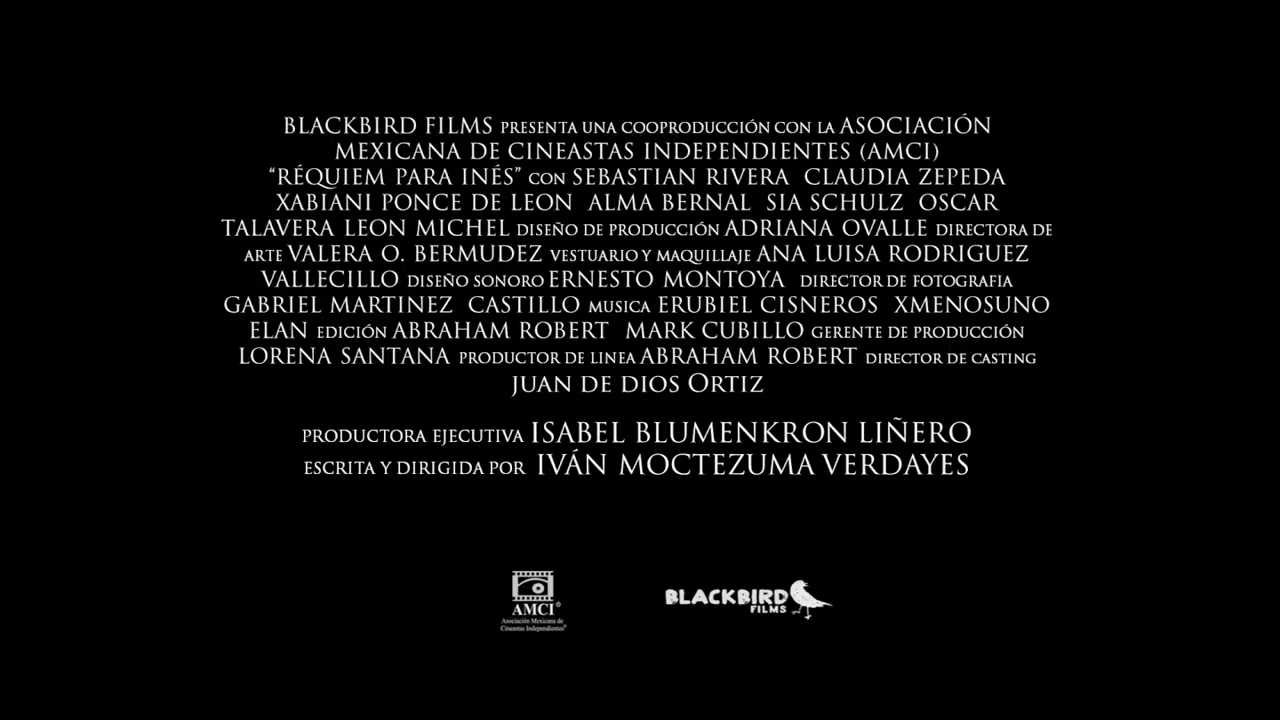 BLACKBIRD FILMS PRESENTA UNA COOPRODUCCIÓN CON LA ASOCIACIÓN
MEXICANA DE CINEASTAS INDEPENDIENTES (AMCI)
“RÉQUIEM PARA INÉS” CON SEBASTIAN RIVERA CLAUDIA ZEPEDA
XABIANI PONCE DE LEON ALMA BERNAL SIA SCHULZ OSCAR
TALAVERA LEON MICHEL DISEÑO DE PRODUCCIÓN ADRIANA OVALLE DIRECTORA DE
ARTE VALERA O. BERMUDEZ VESTUARIO Y MAQUILLAJE ANA LUISA RODRIGUEZ
VALLECILLO DISEÑO SONORO ERNESTO MONTOYA DIRECTOR DE FOTOGRAFIA
GABRIEL MARTINEZ CASTILLO MUSICA ERUBIEL CISNEROS XMENOSUNO
ELAN EDICIÓN ABRAHAM ROBERT MARK CUBILLO GERENTE DE PRODUCCIÓN
LORENA SANTANA PRODUCTOR DE LINEA ABRAHAM ROBERT DIRECTOR DE CASTING
JUAN DE DIOS ORTIZ
PRODUCTORA EJECUTIVA ISABEL BLUMENKRON LIÑERO
ESCRITA Y DIRIGIDA POR IVÁN MOCTEZUMA VERDAYES
AMCI®
Asociación Mexicana de
Cineastas Independientes®
BLACKBIRD
FILMS